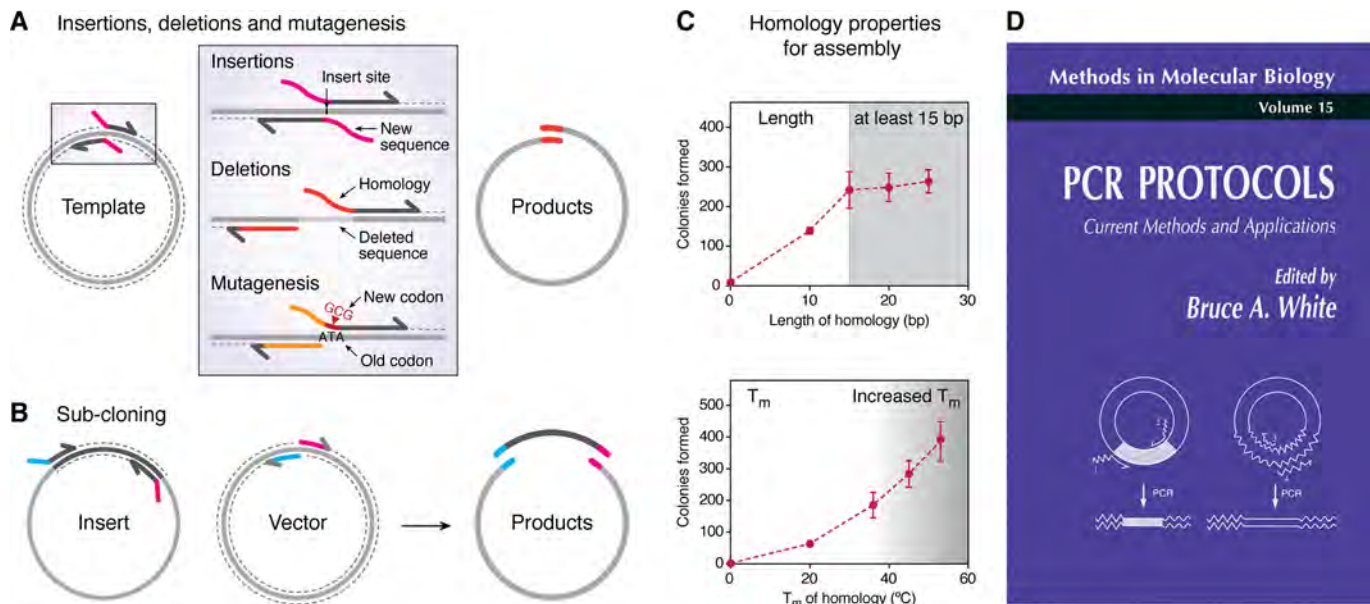 A Insertions, deletions and mutagenesis
Template
Insertions
Insert site
New
sequence
Deletions
Homology
Deleted
sequence
Mutagenesis
GCG
New codon
ATA
Old codon
Products
B Sub-cloning
Insert
Vector
Products
C Homology properties
for assembly
Length
at least 15 bp
Colonies formed
400
300
200
100
0
0 10 20 30
Length of homology (bp)
Tm
Increased Tm
Colonies formed
500
400
300
200
100
0
0 20 40 60
Tm of homology (ºC)
D
Methods in Molecular Biology
Volume 15
PCR PROTOCOLS
Current Methods and Applications
Edited by
Bruce A. White
PCR
PCR